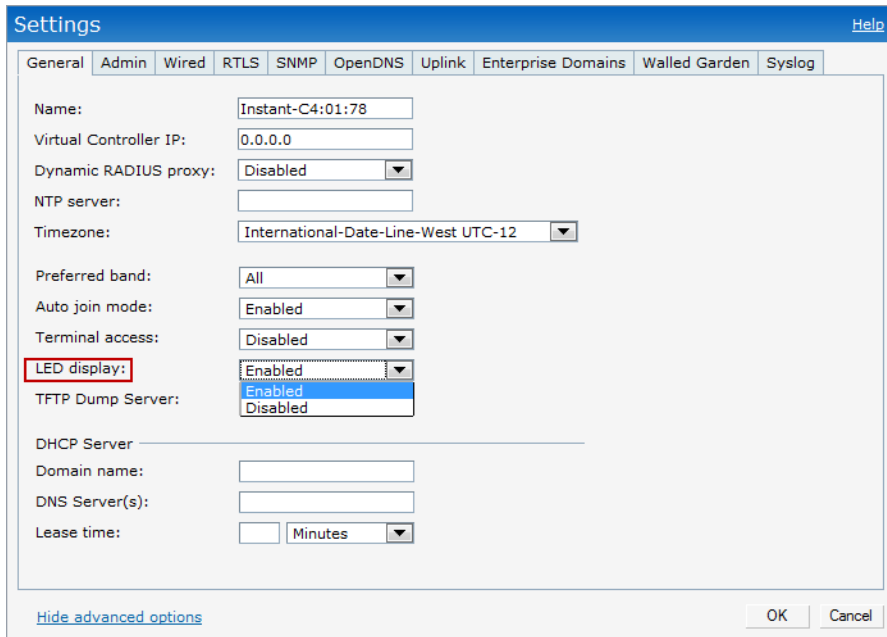 Settings
Help
General Admin Wired RTLS SNMP OpenDNS Uplink Enterprise Domains Walled Garden Syslog
Name: Instant-C4:01:78
Virtual Controller IP: 0.0.0.0
Dynamic RADIUS proxy: Disabled
NTP server:
Timezone: International-Date-Line-West UTC-12
Preferred band: All
Auto join mode: Enabled
Terminal access: Disabled
LED display: Enabled
Enabled
TFTP Dump Server:
Disabled
DHCP Server
Domain name:
DNS Server(s):
Lease time: Minutes
Hide advanced options
OK Cancel